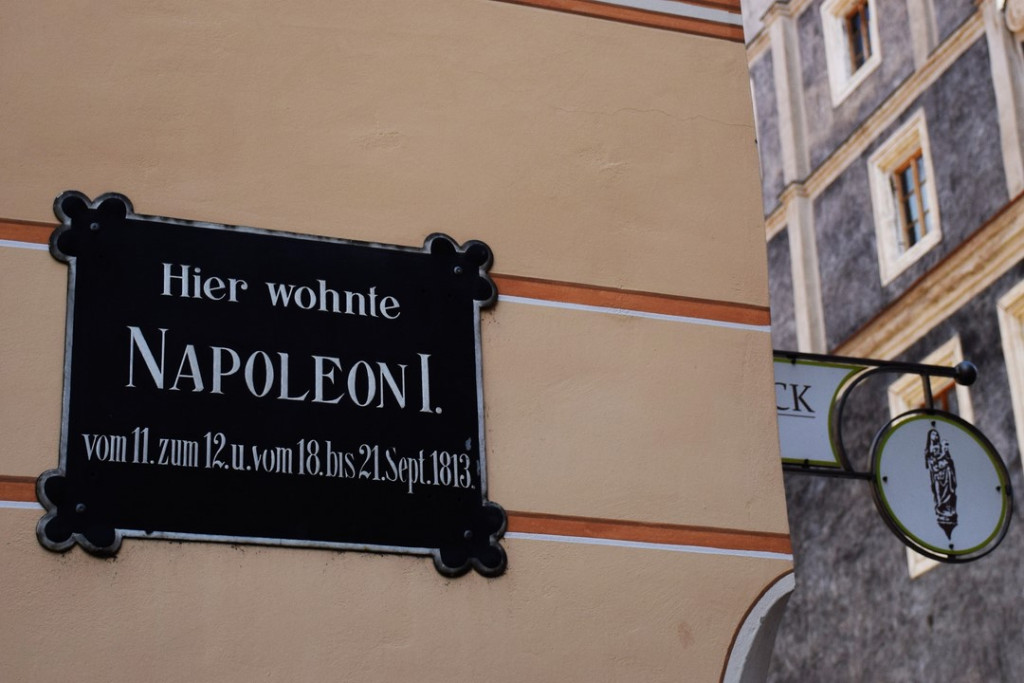 Hier wohnte
NAPOLEON I.
vom 11. zum 12. u. vom 18. bis 21. Sept. 1813.
CK